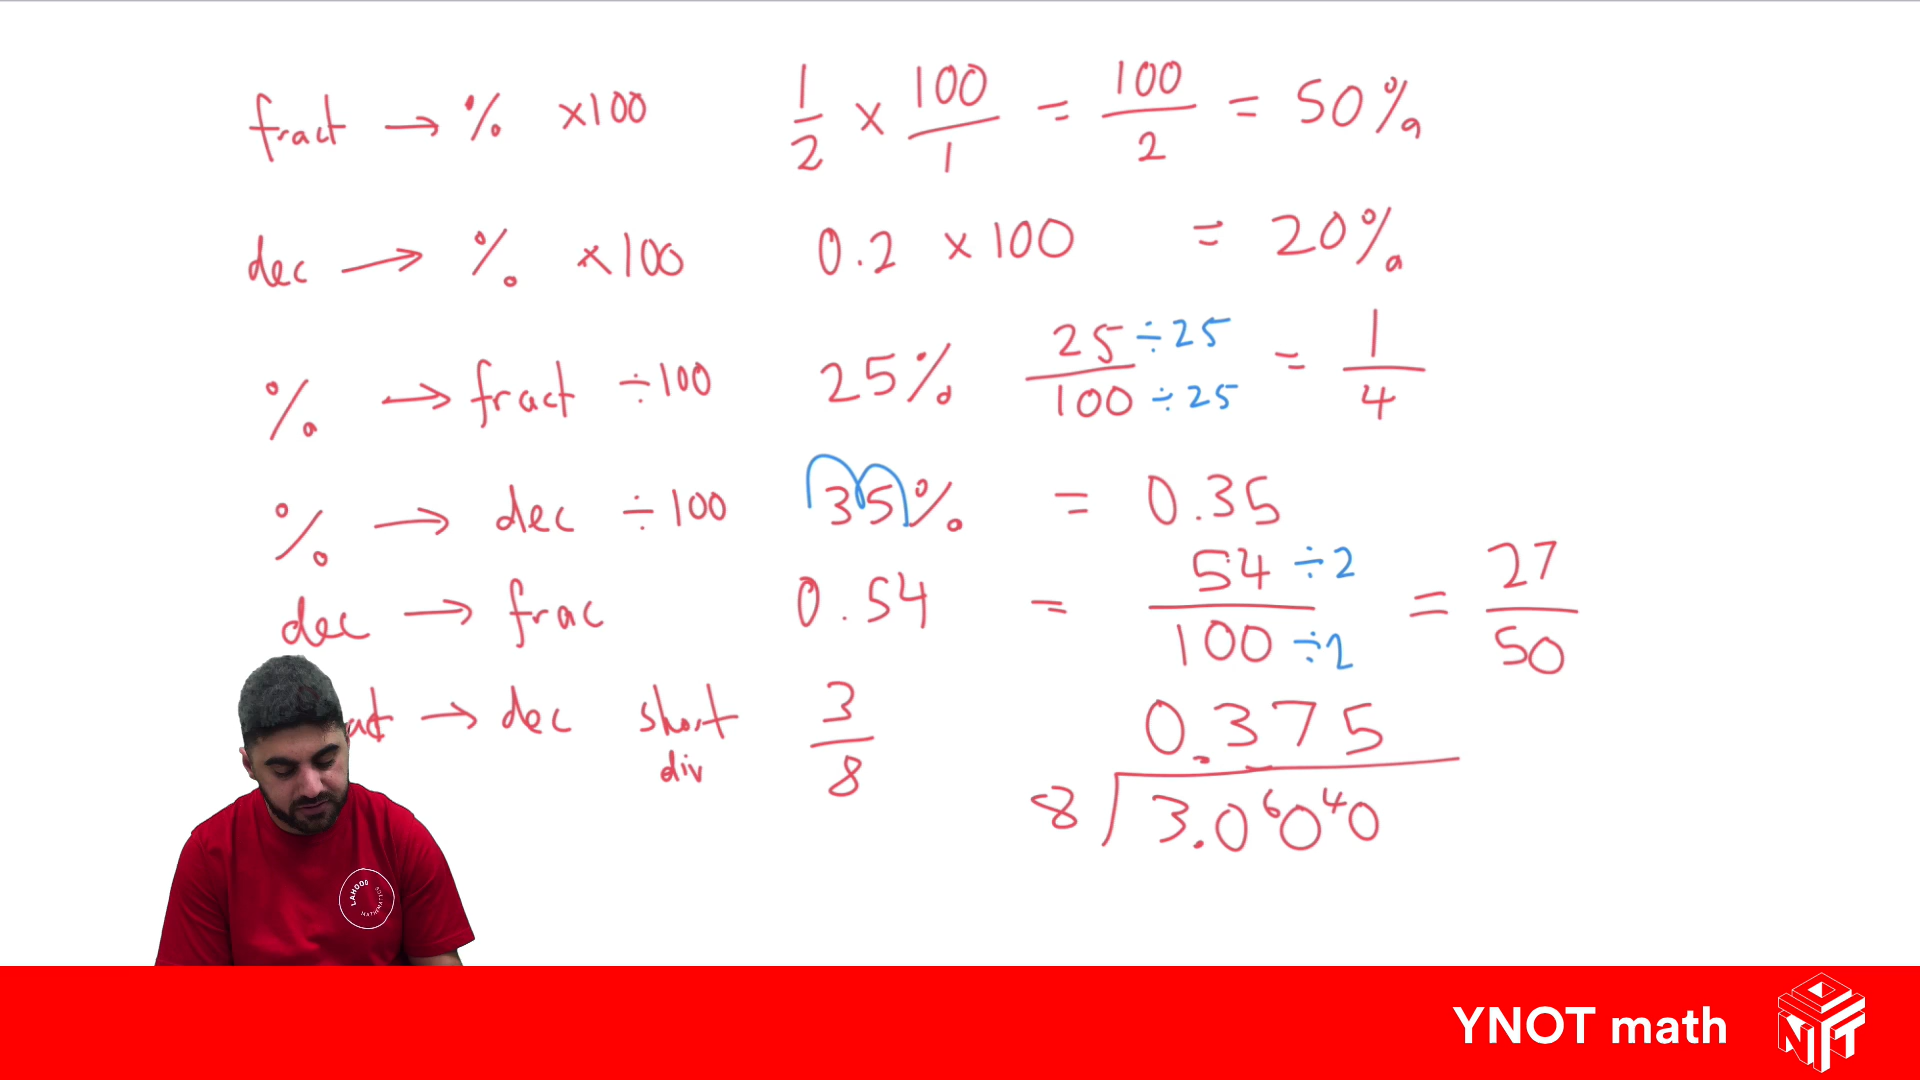 fract → % ×100 1/2 × 100/1 = 100/2 = 50%
dec → % ×100 0.2 ×100 = 20%
% → fract ÷100 25% 25÷25/100÷25 = 1/4
% → dec ÷100 35% = 0.35
dec → frac 0.54 = 54÷2/100÷2 = 27/50
→ dec short div 3/8 0.375
8 3.0⁶0⁴0
LAHOOD
YNOT math
YNOT